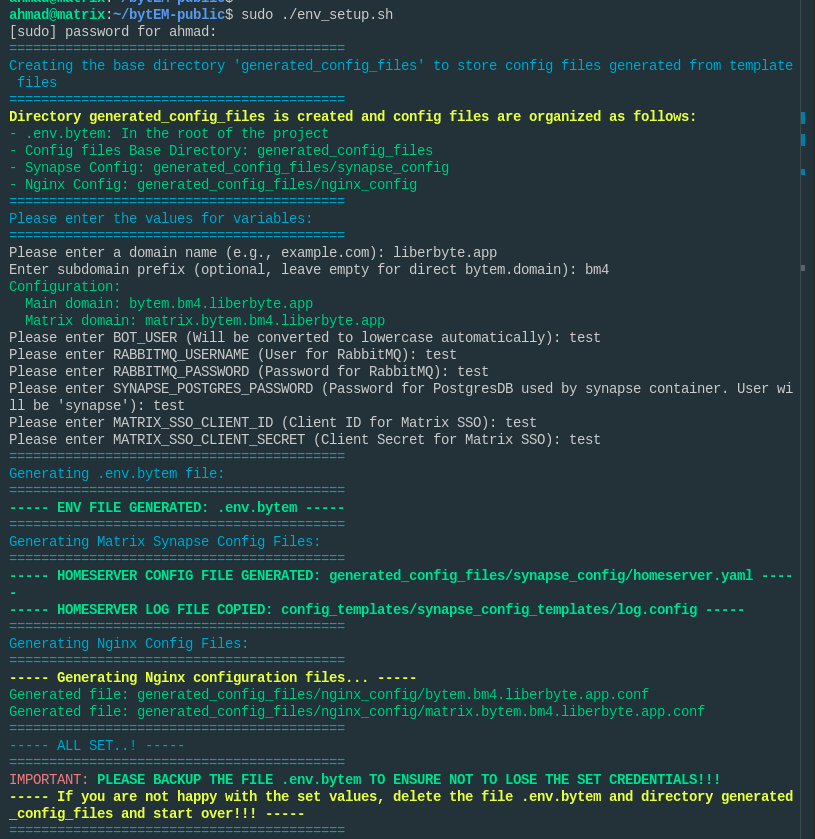 ahmad@matrix:~/bytEM-public$
ahmad@matrix:~/bytEM-public$ sudo ./env_setup.sh
[sudo] password for ahmad:
==========================================
Creating the base directory 'generated_config_files' to store config files generated from template
 files
==========================================
Directory generated_config_files is created and config files are organized as follows:
- .env.bytem: In the root of the project
- Config files Base Directory: generated_config_files
- Synapse Config: generated_config_files/synapse_config
- Nginx Config: generated_config_files/nginx_config
==========================================
Please enter the values for variables:
==========================================
Please enter a domain name (e.g., example.com): liberbyte.app
Enter subdomain prefix (optional, leave empty for direct bytem.domain): bm4
Configuration:
  Main domain: bytem.bm4.liberbyte.app
  Matrix domain: matrix.bytem.bm4.liberbyte.app
Please enter BOT_USER (Will be converted to lowercase automatically): test
Please enter RABBITMQ_USERNAME (User for RabbitMQ): test
Please enter RABBITMQ_PASSWORD (Password for RabbitMQ): test
Please enter SYNAPSE_POSTGRES_PASSWORD (Password for PostgresDB used by synapse container. User wi
ll be 'synapse'): test
Please enter MATRIX_SSO_CLIENT_ID (Client ID for Matrix SSO): test
Please enter MATRIX_SSO_CLIENT_SECRET (Client Secret for Matrix SSO): test
==========================================
Generating .env.bytem file:
==========================================
----- ENV FILE GENERATED: .env.bytem -----
==========================================
Generating Matrix Synapse Config Files:
==========================================
----- HOMESERVER CONFIG FILE GENERATED: generated_config_files/synapse_config/homeserver.yaml ----
-
----- HOMESERVER LOG FILE COPIED: config_templates/synapse_config_templates/log.config -----
==========================================
Generating Nginx Config Files:
==========================================
----- Generating Nginx configuration files... -----
Generated file: generated_config_files/nginx_config/bytem.bm4.liberbyte.app.conf
Generated file: generated_config_files/nginx_config/matrix.bytem.bm4.liberbyte.app.conf
==========================================
----- ALL SET..! -----
==========================================
IMPORTANT: PLEASE BACKUP THE FILE .env.bytem TO ENSURE NOT TO LOSE THE SET CREDENTIALS!!!
----- If you are not happy with the set values, delete the file .env.bytem and directory generated
_config_files and start over!!! -----
==========================================